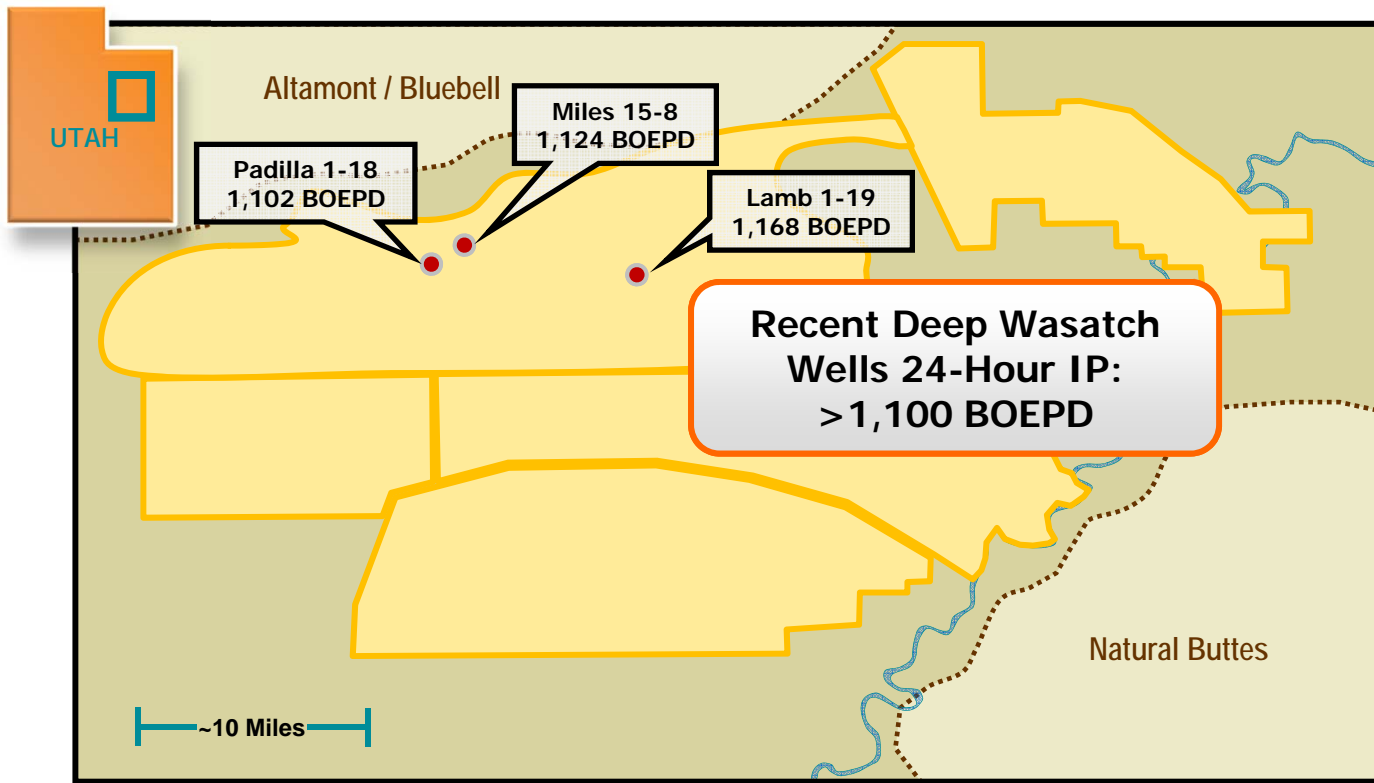 UTAH
Altamont / Bluebell
Miles 15-8
1,124 BOEPD
Padilla 1-18
1,102 BOEPD
Lamb 1-19
1,168 BOEPD
Recent Deep Wasatch
Wells 24-Hour IP:
>1,100 BOEPD
Natural Buttes
~10 Miles